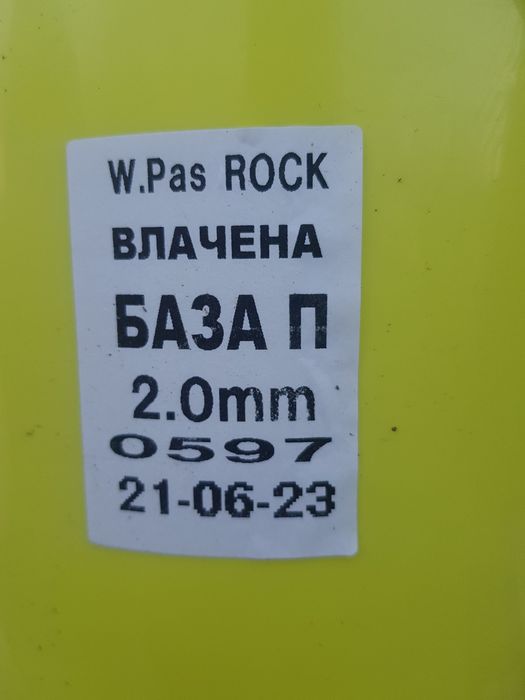 W.Pas ROCK
ВЛАЧЕНА
БАЗА П
2.0mm
0597
21-06-23